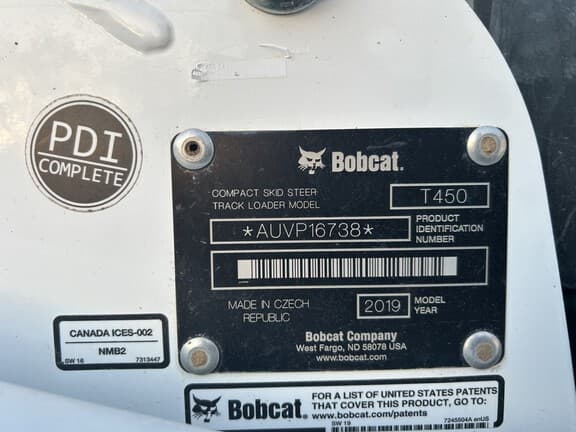 PDI
COMPLETE
Bobcat.
COMPACT SKID STEER
TRACK LOADER MODEL
T450
*AUVP16738*
PRODUCT
IDENTIFICATION
NUMBER
MADE IN CZECH
REPUBLIC
2019
MODEL
YEAR
Bobcat Company
West Fargo, ND 58078 USA
www.bobcat.com
CANADA ICES-002
NMB2
SW 16 7313447
Bobcat.
FOR A LIST OF UNITED STATES PATENTS
THAT COVER THIS PRODUCT, GO TO:
www.bobcat.com/patents
SW 19 7245504A enUS